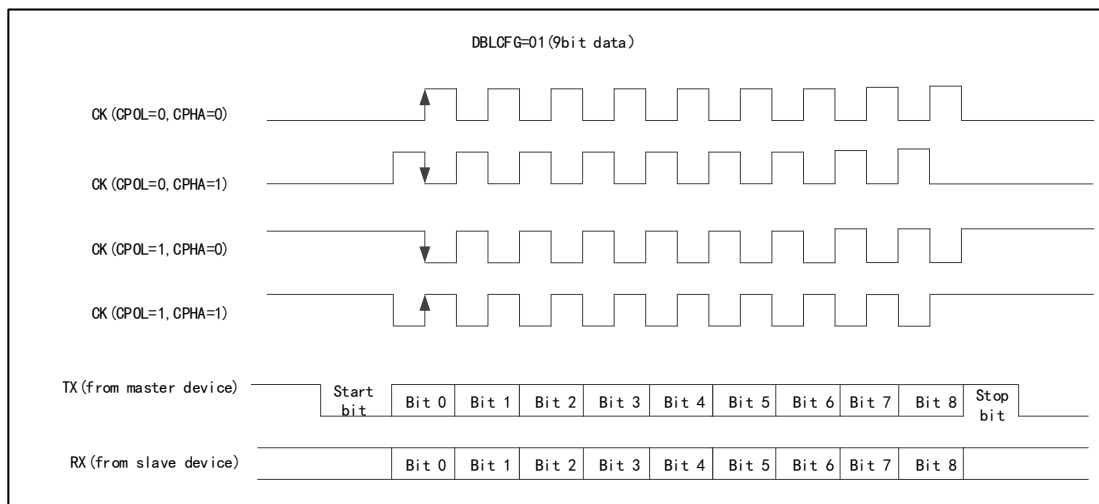 DBLCFG=01(9bit data)
CK(CPOL=0,CPHA=0)
CK(CPOL=0,CPHA=1)
CK(CPOL=1,CPHA=0)
CK(CPOL=1,CPHA=1)
TX(from master device) Start bit Bit 0 Bit 1 Bit 2 Bit 3 Bit 4 Bit 5 Bit 6 Bit 7 Bit 8 Stop bit
RX(from slave device) Bit 0 Bit 1 Bit 2 Bit 3 Bit 4 Bit 5 Bit 6 Bit 7 Bit 8